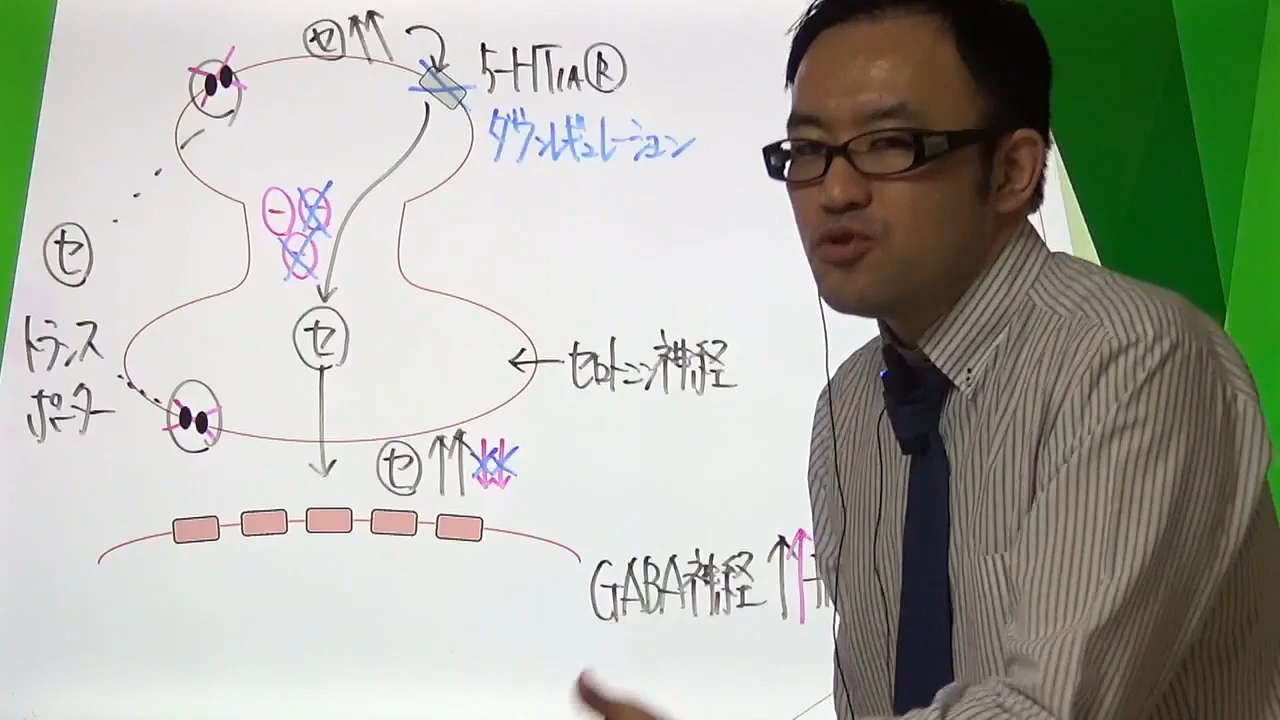 セ↑↑
5-HT1A R
ダウンレギュレーション
− −
−
セ
トランス
ポーター
セ
←セロトニン神経
セ↑↑↓↓
GABA神経↑↑